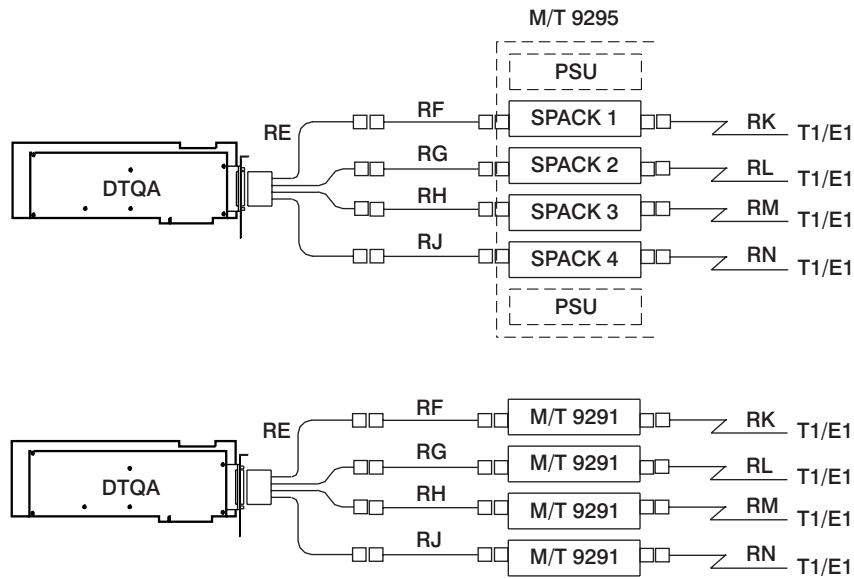 M/T 9295
PSU
RE RF SPACK 1 RK T1/E1
DTQA RG SPACK 2 RL T1/E1
RH SPACK 3 RM T1/E1
RJ SPACK 4 RN T1/E1
PSU
RE RF M/T 9291 RK T1/E1
DTQA RG M/T 9291 RL T1/E1
RH M/T 9291 RM T1/E1
RJ M/T 9291 RN T1/E1